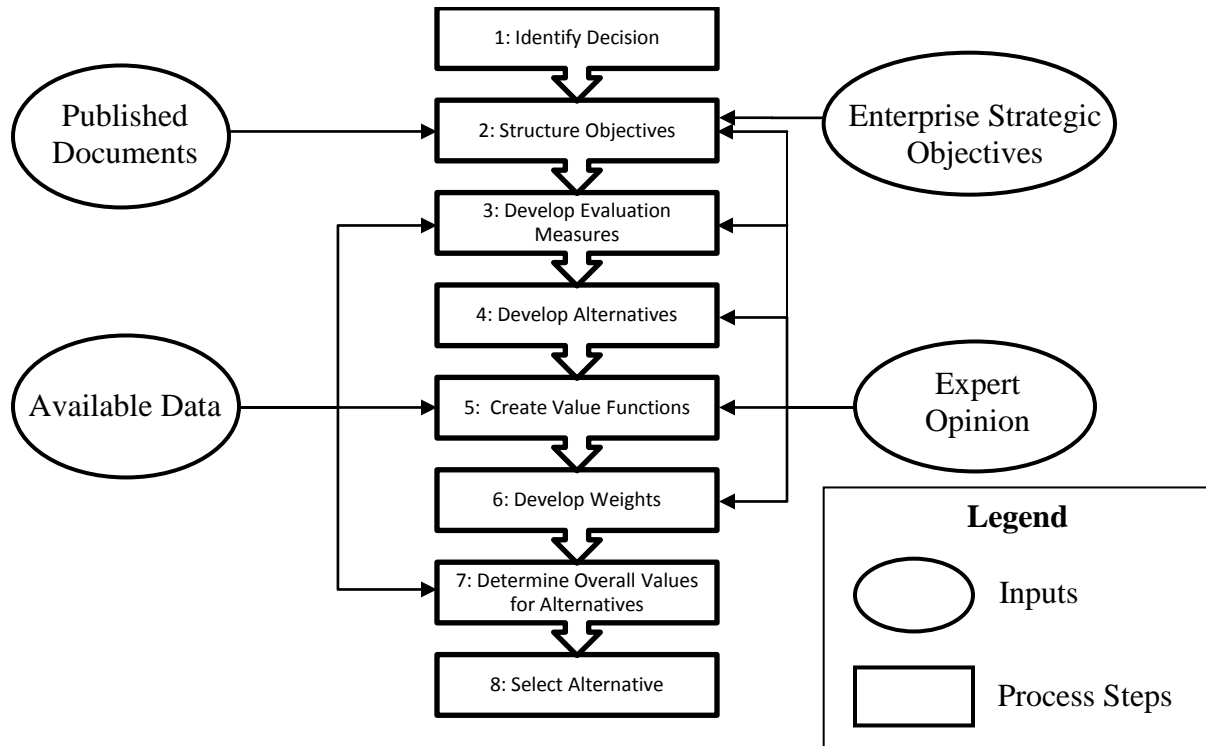 1: Identify Decision
Published
Documents
2: Structure Objectives
Enterprise Strategic
Objectives
3: Develop Evaluation
Measures
4: Develop Alternatives
Available Data
5: Create Value Functions
Expert
Opinion
6: Develop Weights
7: Determine Overall Values
for Alternatives
8: Select Alternative
Legend
Inputs
Process Steps